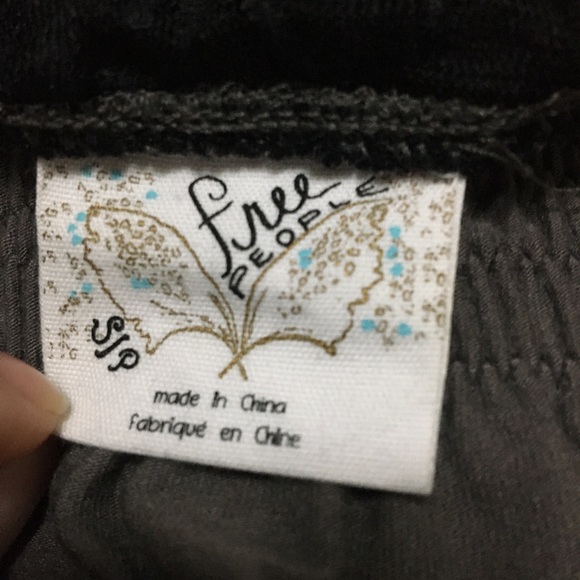 free
PEOPLE
S/P
made in China
fabriqué en Chine